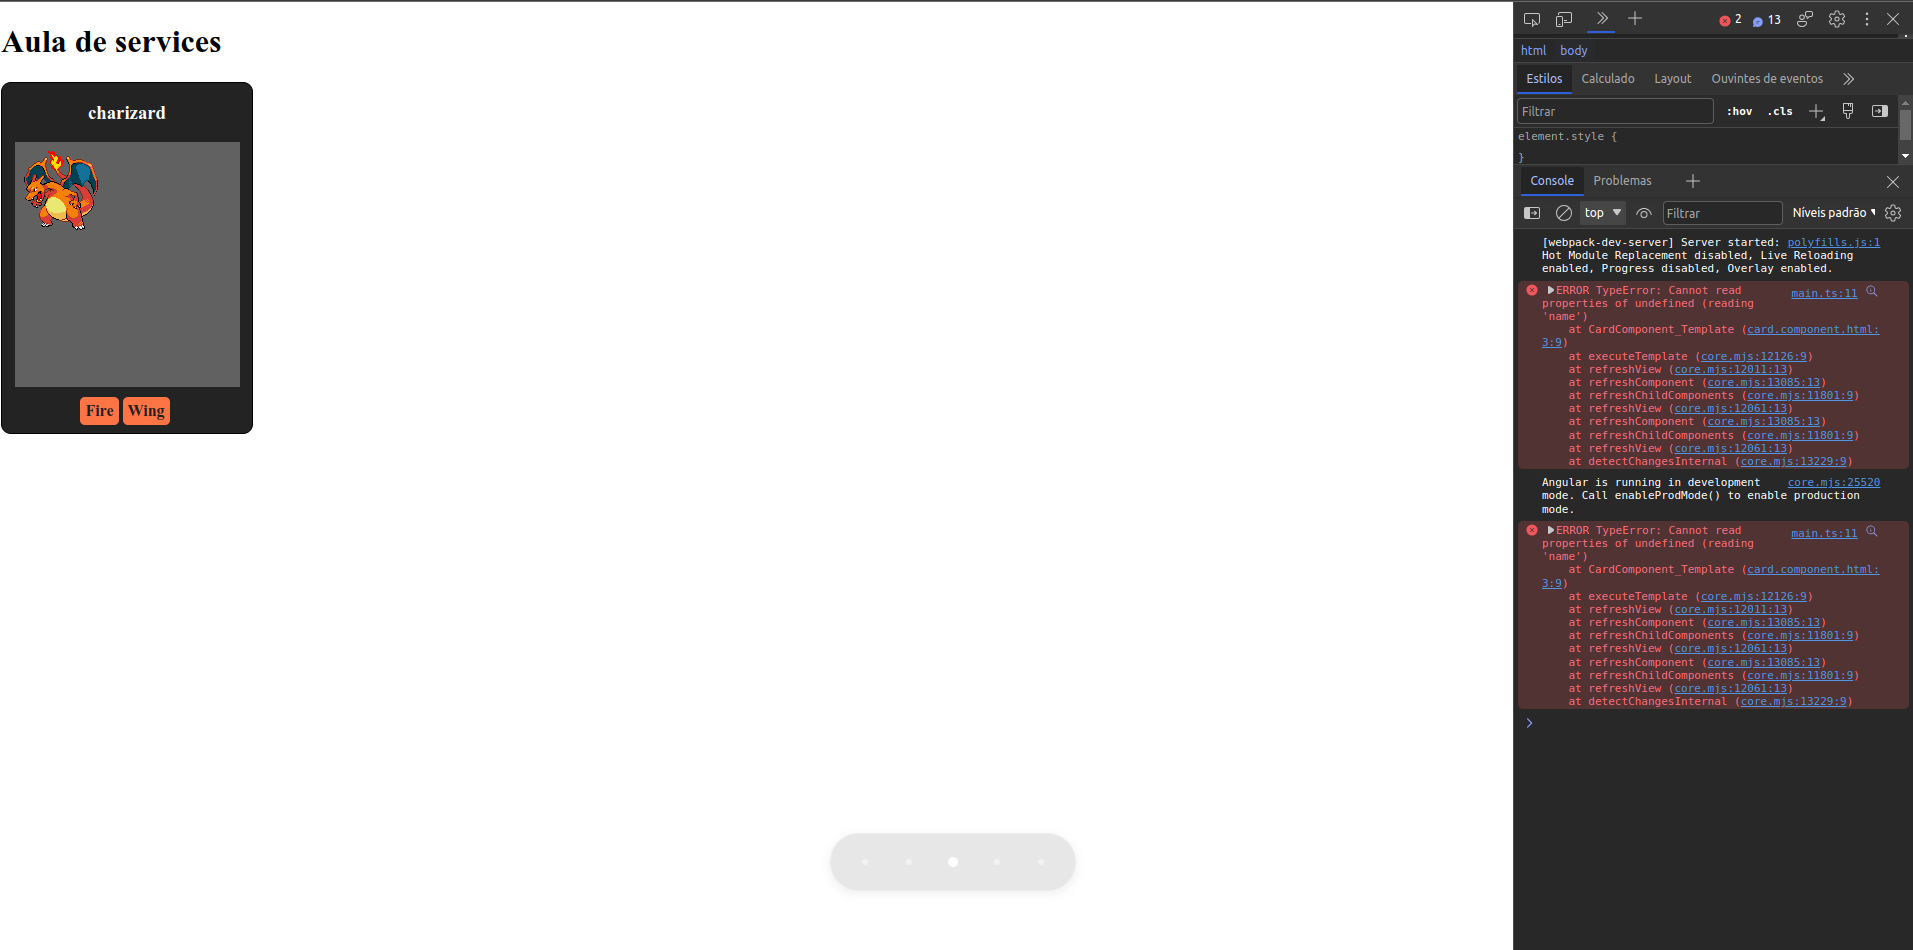 Aula de services
charizard
Fire Wing
2 13
html body
Estilos Calculado Layout Ouvintes de eventos
Filtrar :hov .cls
element.style {
}
Console Problemas
top Filtrar Níveis padrão
[webpack-dev-server] Server started: polyfills.js:1
Hot Module Replacement disabled, Live Reloading
enabled, Progress disabled, Overlay enabled.
ERROR TypeError: Cannot read main.ts:11
properties of undefined (reading
'name')
at CardComponent_Template (card.component.html:
3:9)
at executeTemplate (core.mjs:12126:9)
at refreshView (core.mjs:12011:13)
at refreshComponent (core.mjs:13085:13)
at refreshChildComponents (core.mjs:11801:9)
at refreshView (core.mjs:12061:13)
at refreshComponent (core.mjs:13085:13)
at refreshChildComponents (core.mjs:11801:9)
at refreshView (core.mjs:12061:13)
at detectChangesInternal (core.mjs:13229:9)
Angular is running in development core.mjs:25520
mode. Call enableProdMode() to enable production
mode.
ERROR TypeError: Cannot read main.ts:11
properties of undefined (reading
'name')
at CardComponent_Template (card.component.html:
3:9)
at executeTemplate (core.mjs:12126:9)
at refreshView (core.mjs:12011:13)
at refreshComponent (core.mjs:13085:13)
at refreshChildComponents (core.mjs:11801:9)
at refreshView (core.mjs:12061:13)
at refreshComponent (core.mjs:13085:13)
at refreshChildComponents (core.mjs:11801:9)
at refreshView (core.mjs:12061:13)
at detectChangesInternal (core.mjs:13229:9)